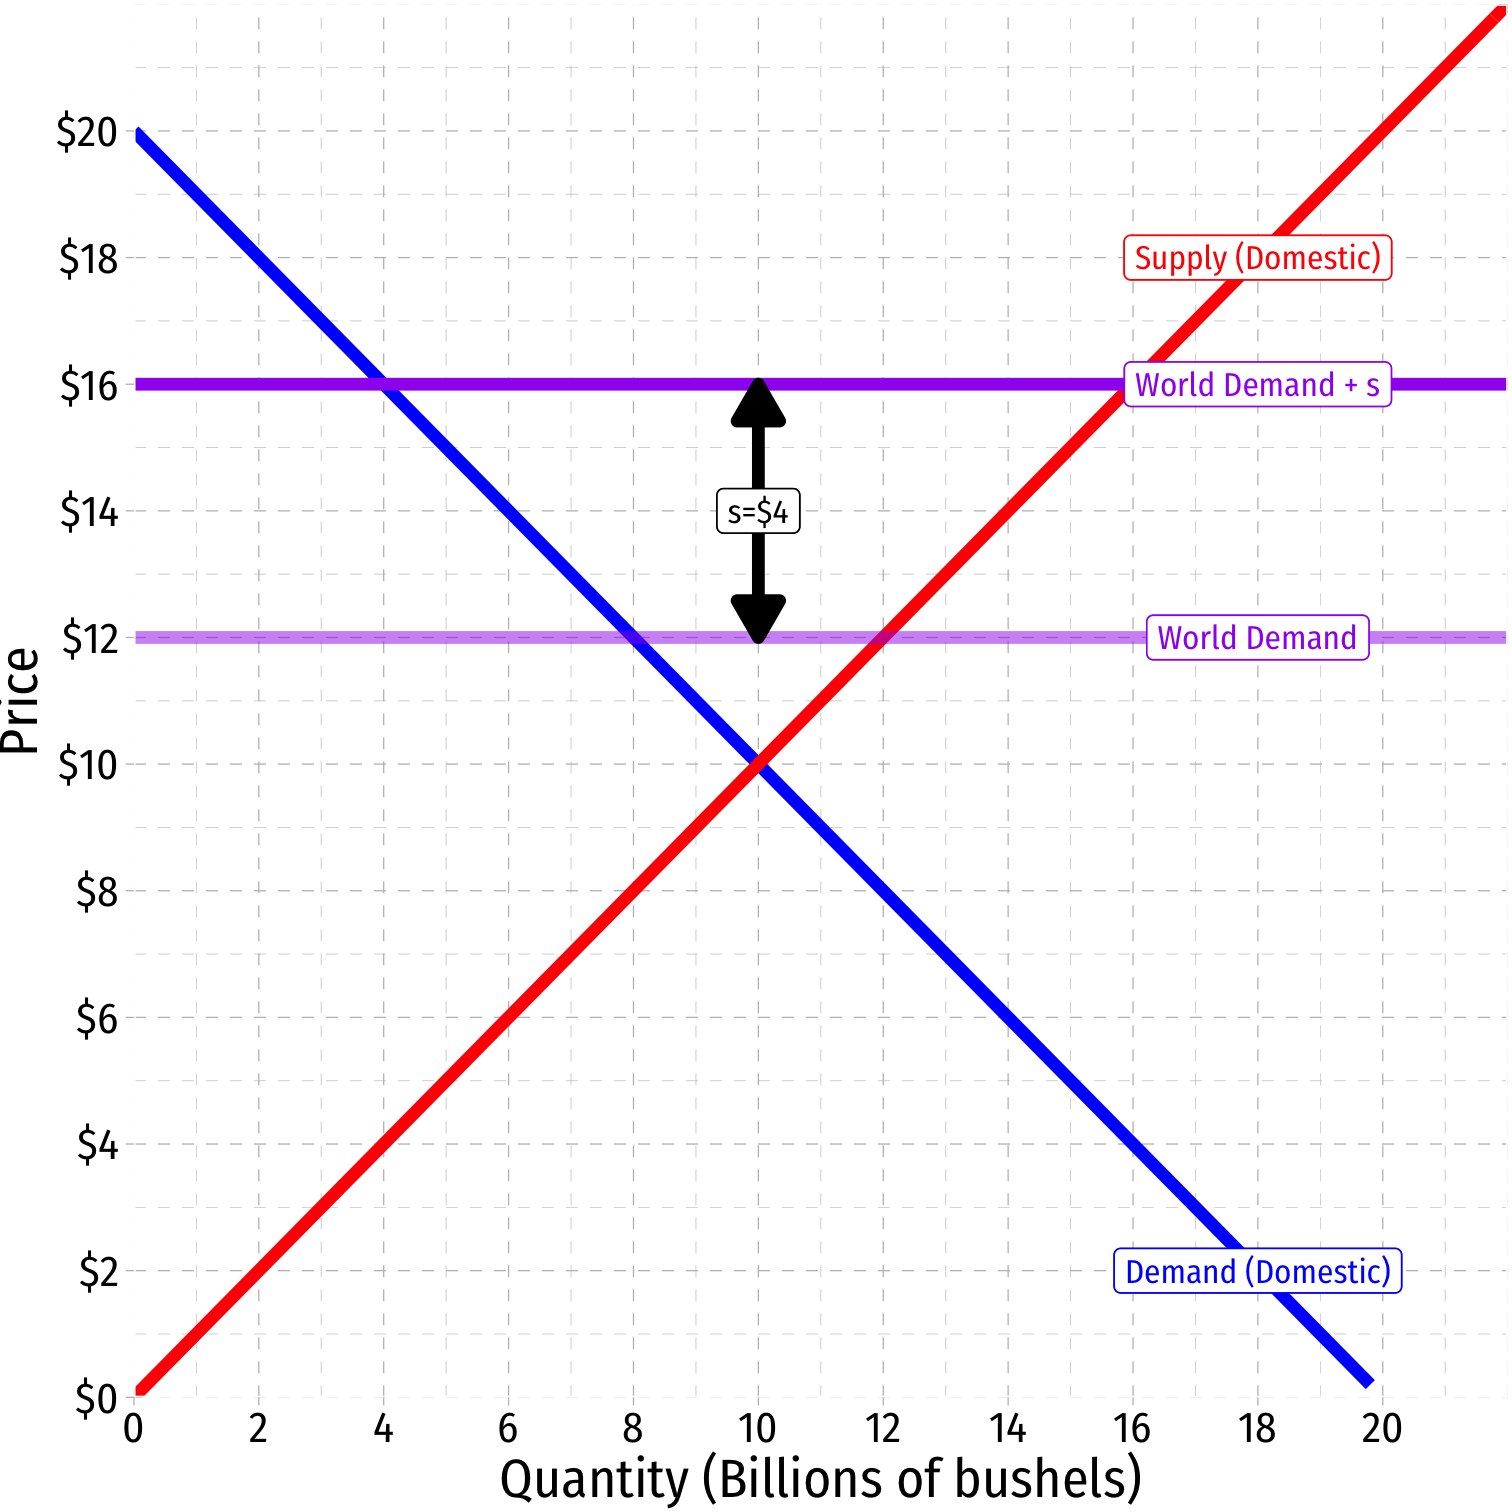 $20
$18
Supply (Domestic)
$16
World Demand + s
$14
s=$4
$12
World Demand
Price
$10
$8
$6
$4
$2
Demand (Domestic)
$0
0 2 4 6 8 10 12 14 16 18 20
Quantity (Billions of bushels)